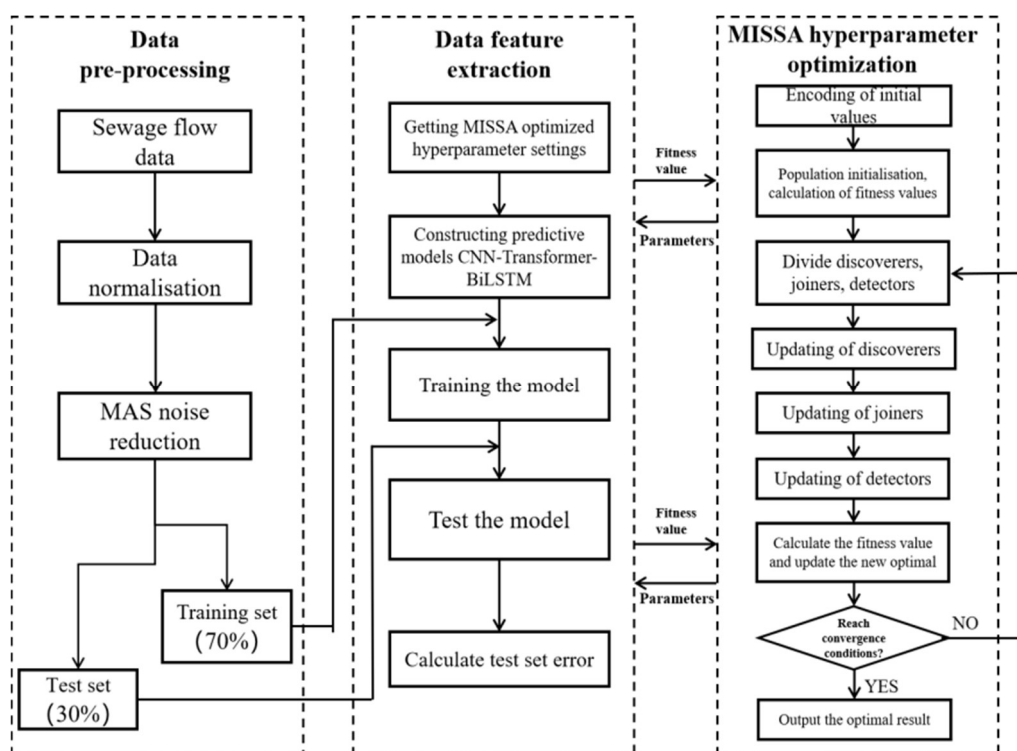 Data
pre-processing
Sewage flow
data
Data
normalisation
MAS noise
reduction
Training set
(70%)
Test set
(30%)
Data feature
extraction
Getting MISSA optimized
hyperparameter settings
Constructing predictive
models CNN-Transformer-
BiLSTM
Training the model
Test the model
Calculate test set error
Fitness
value
Parameters
Fitness
value
Parameters
MISSA hyperparameter
optimization
Encoding of initial
values
Population initialisation,
calculation of fitness values
Divide discoverers,
joiners, detectors
Updating of discoverers
Updating of joiners
Updating of detectors
Calculate the fitness value
and update the new optimal
Reach
convergence
conditions?
NO
YES
Output the optimal result